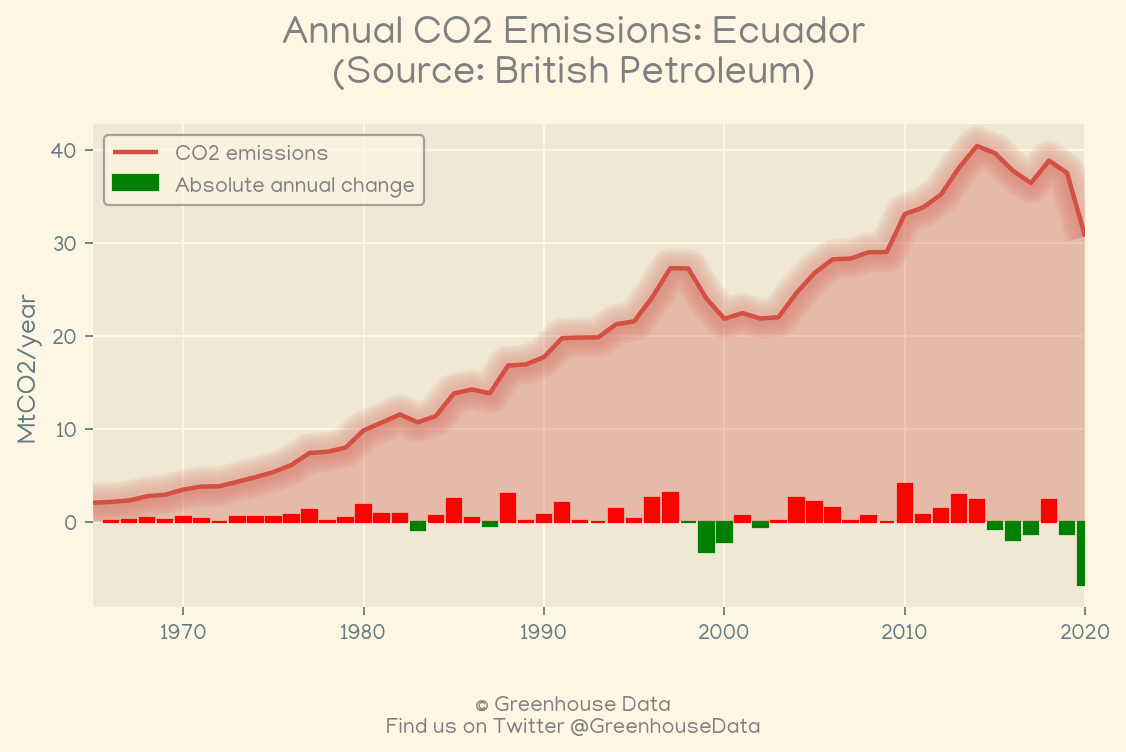 Annual CO2 Emissions: Ecuador
(Source: British Petroleum)
CO2 emissions
Absolute annual change
MtCO2/year
40
30
20
10
0
1970 1980 1990 2000 2010 2020
© Greenhouse Data
Find us on Twitter @GreenhouseData